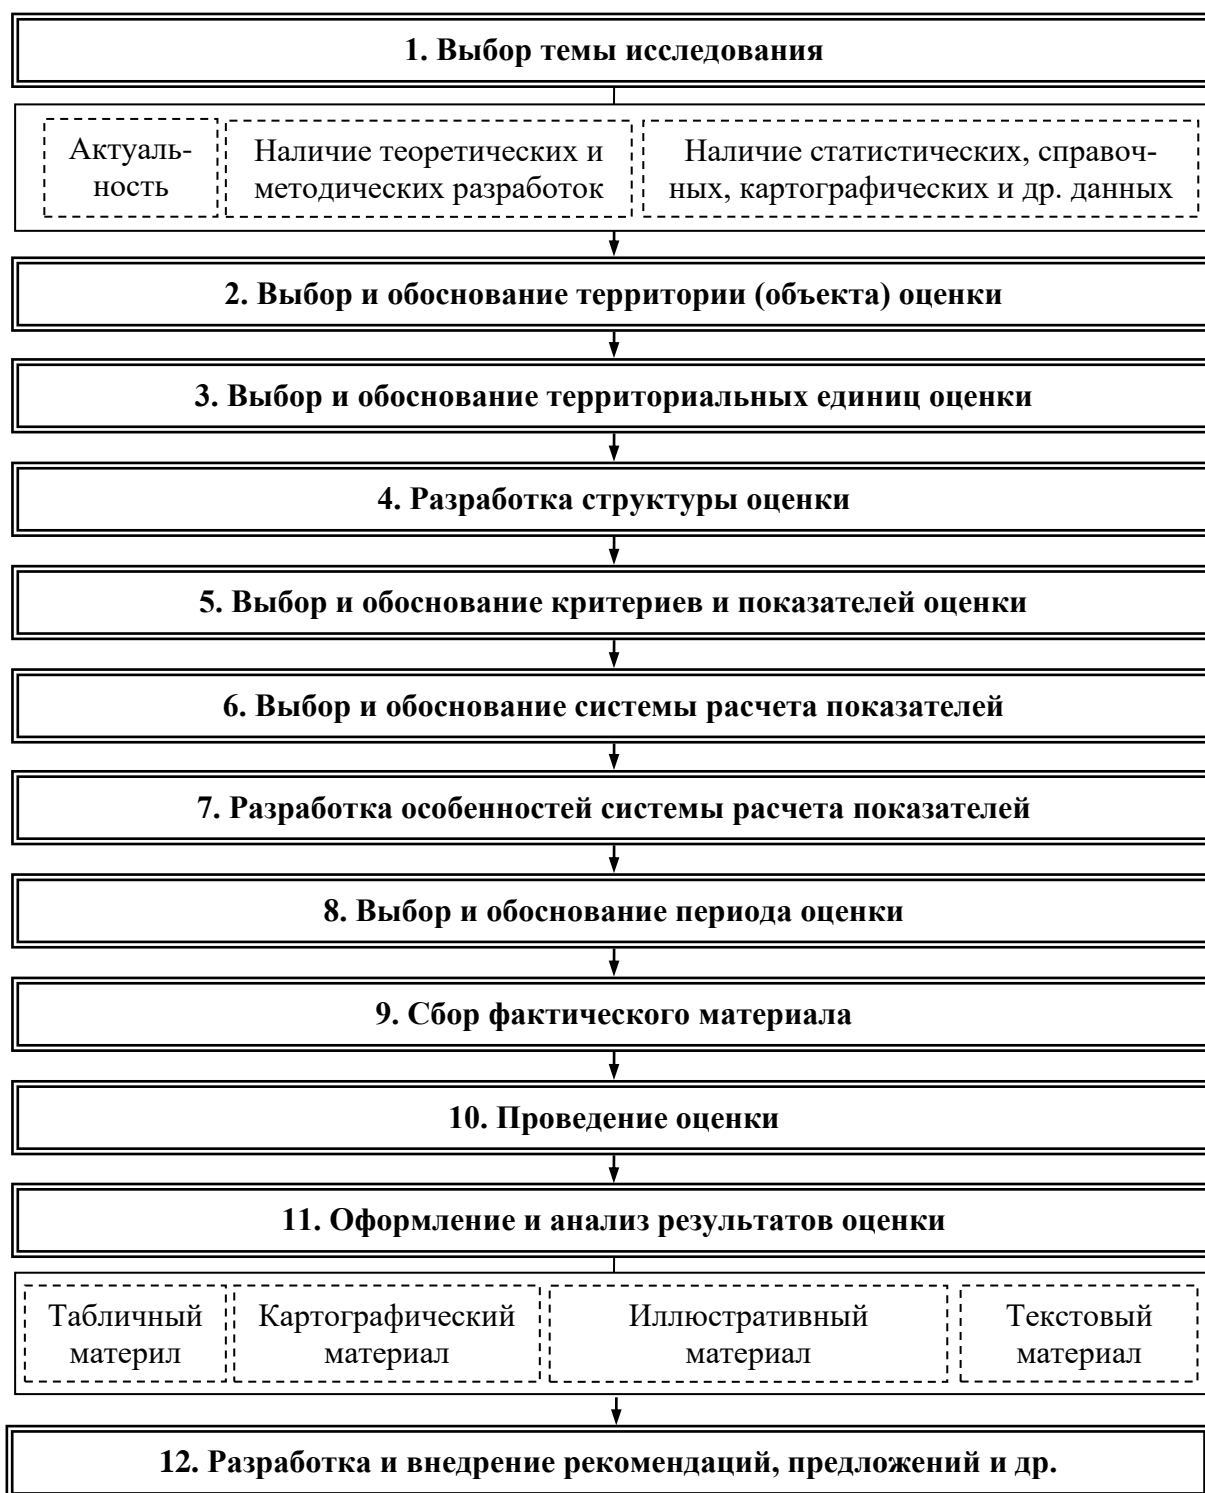 1. Выбор темы исследования
Актуаль-
ность
Наличие теоретических и
методических разработок
Наличие статистических, справоч-
ных, картографических и др. данных
2. Выбор и обоснование территории (объекта) оценки
3. Выбор и обоснование территориальных единиц оценки
4. Разработка структуры оценки
5. Выбор и обоснование критериев и показателей оценки
6. Выбор и обоснование системы расчета показателей
7. Разработка особенностей системы расчета показателей
8. Выбор и обоснование периода оценки
9. Сбор фактического материала
10. Проведение оценки
11. Оформление и анализ результатов оценки
Табличный
материл
Картографический
материал
Иллюстративный
материал
Текстовый
материал
12. Разработка и внедрение рекомендаций, предложений и др.